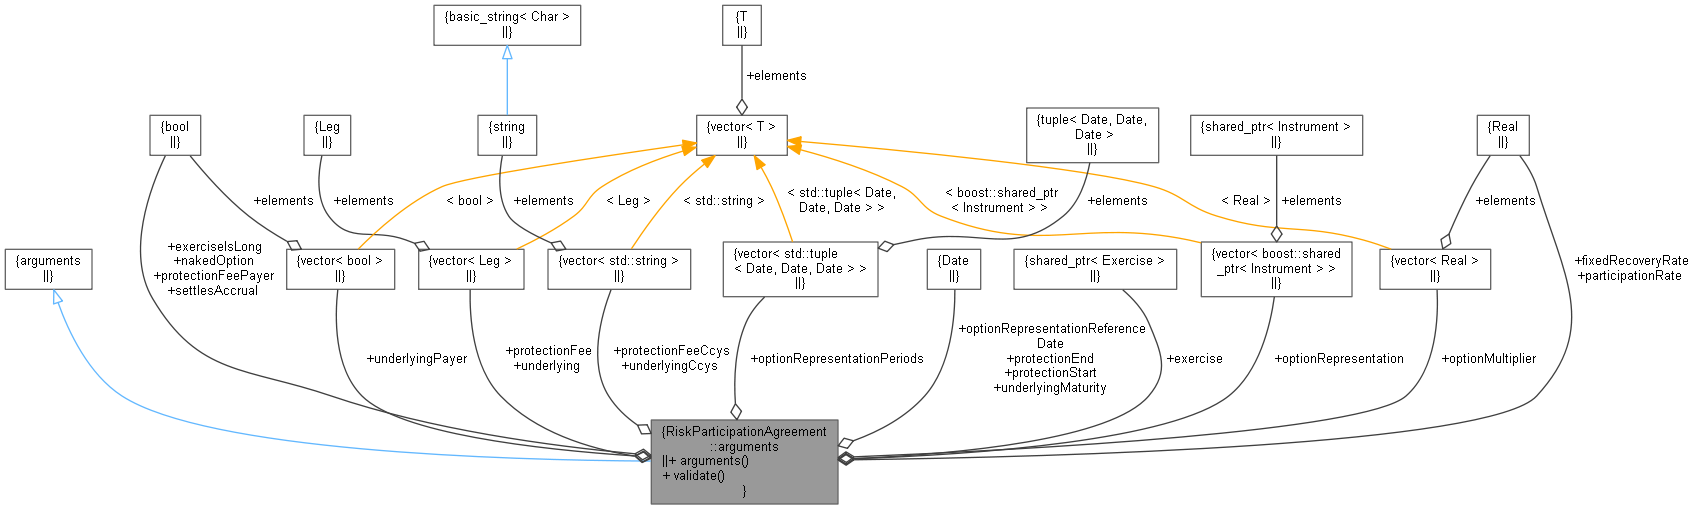 {basic_string< Char >
||}
{T
||}
+elements
{bool
||}
{Leg
||}
{string
||}
{vector< T >
||}
{tuple< Date, Date,
Date >
||}
{shared_ptr< Instrument >
||}
{Real
||}
+elements
< bool >
+elements
< Leg >
+elements
< std::string >
< std::tuple< Date,
Date, Date > >
+elements
< boost::shared_ptr
< Instrument > >
+elements
< Real >
+elements
+exerciseIsLong
+nakedOption
+protectionFeePayer
+settlesAccrual
{arguments
||}
{vector< bool >
||}
{vector< Leg >
||}
{vector< std::string >
||}
{vector< std::tuple
< Date, Date, Date > >
||}
{Date
||}
{shared_ptr< Exercise >
||}
{vector< boost::shared
_ptr< Instrument > >
||}
{vector< Real >
||}
+fixedRecoveryRate
+participationRate
+underlyingPayer
+protectionFee
+underlying
+protectionFeeCcys
+underlyingCcys
+optionRepresentationPeriods
+optionRepresentationReference
Date
+protectionEnd
+protectionStart
+underlyingMaturity
+exercise
+optionRepresentation
+optionMultiplier
{RiskParticipationAgreement
::arguments
||+ arguments()
+ validate()
}